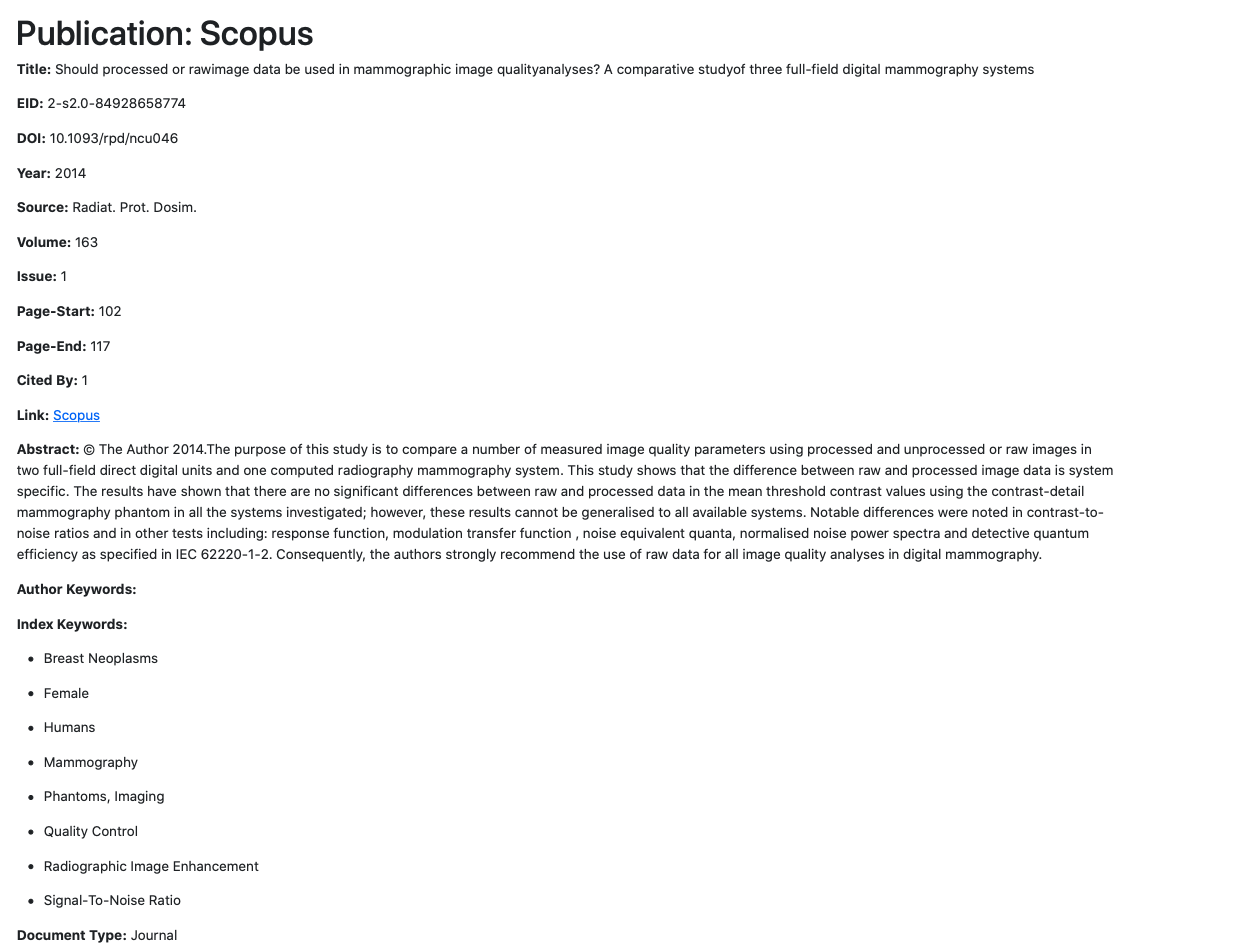 Publication: Scopus
Title: Should processed or rawimage data be used in mammographic image qualityanalyses? A comparative studyof three full-field digital mammography systems
EID: 2-s2.0-84928658774
DOI: 10.1093/rpd/ncu046
Year: 2014
Source: Radiat. Prot. Dosim.
Volume: 163
Issue: 1
Page-Start: 102
Page-End: 117
Cited By: 1
Link: Scopus
Abstract: © The Author 2014.The purpose of this study is to compare a number of measured image quality parameters using processed and unprocessed or raw images in
two full-field direct digital units and one computed radiography mammography system. This study shows that the difference between raw and processed image data is system
specific. The results have shown that there are no significant differences between raw and processed data in the mean threshold contrast values using the contrast-detail
mammography phantom in all the systems investigated; however, these results cannot be generalised to all available systems. Notable differences were noted in contrast-to-
noise ratios and in other tests including: response function, modulation transfer function , noise equivalent quanta, normalised noise power spectra and detective quantum
efficiency as specified in IEC 62220-1-2. Consequently, the authors strongly recommend the use of raw data for all image quality analyses in digital mammography.
Author Keywords:
Index Keywords:
• Breast Neoplasms
• Female
• Humans
• Mammography
• Phantoms, Imaging
• Quality Control
• Radiographic Image Enhancement
• Signal-To-Noise Ratio
Document Type: Journal